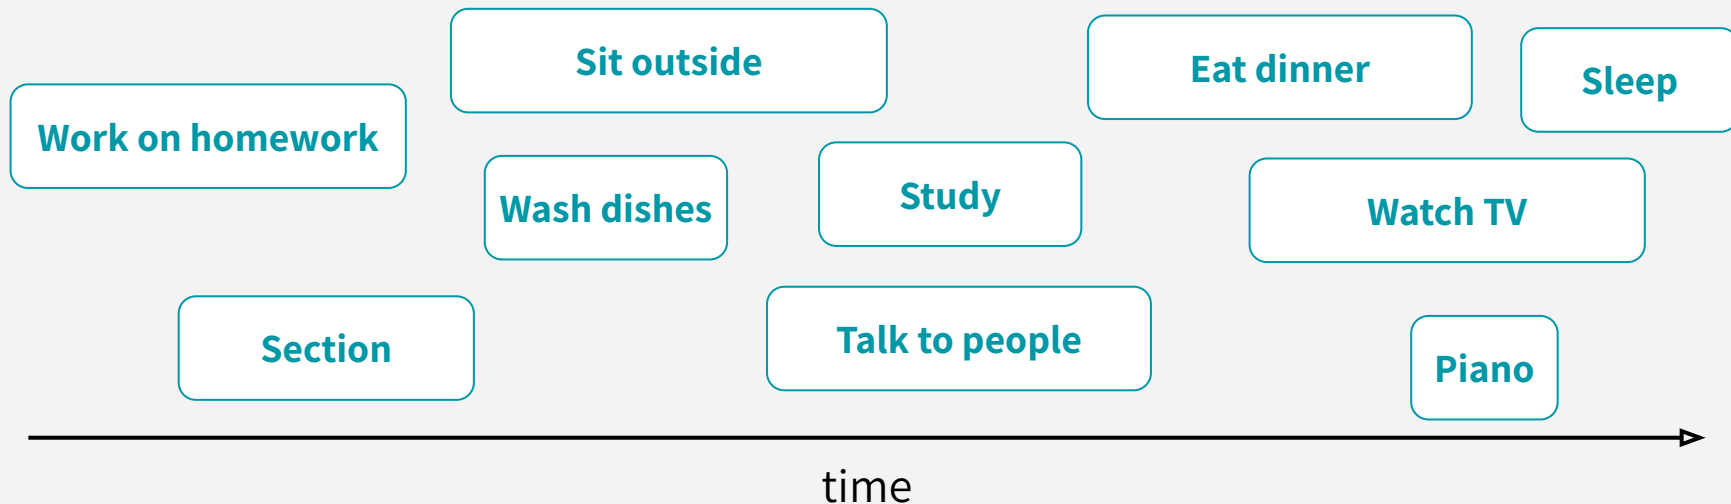 Sit outside
Eat dinner
Sleep
Work on homework
Wash dishes
Study
Watch TV
Section
Talk to people
Piano
time